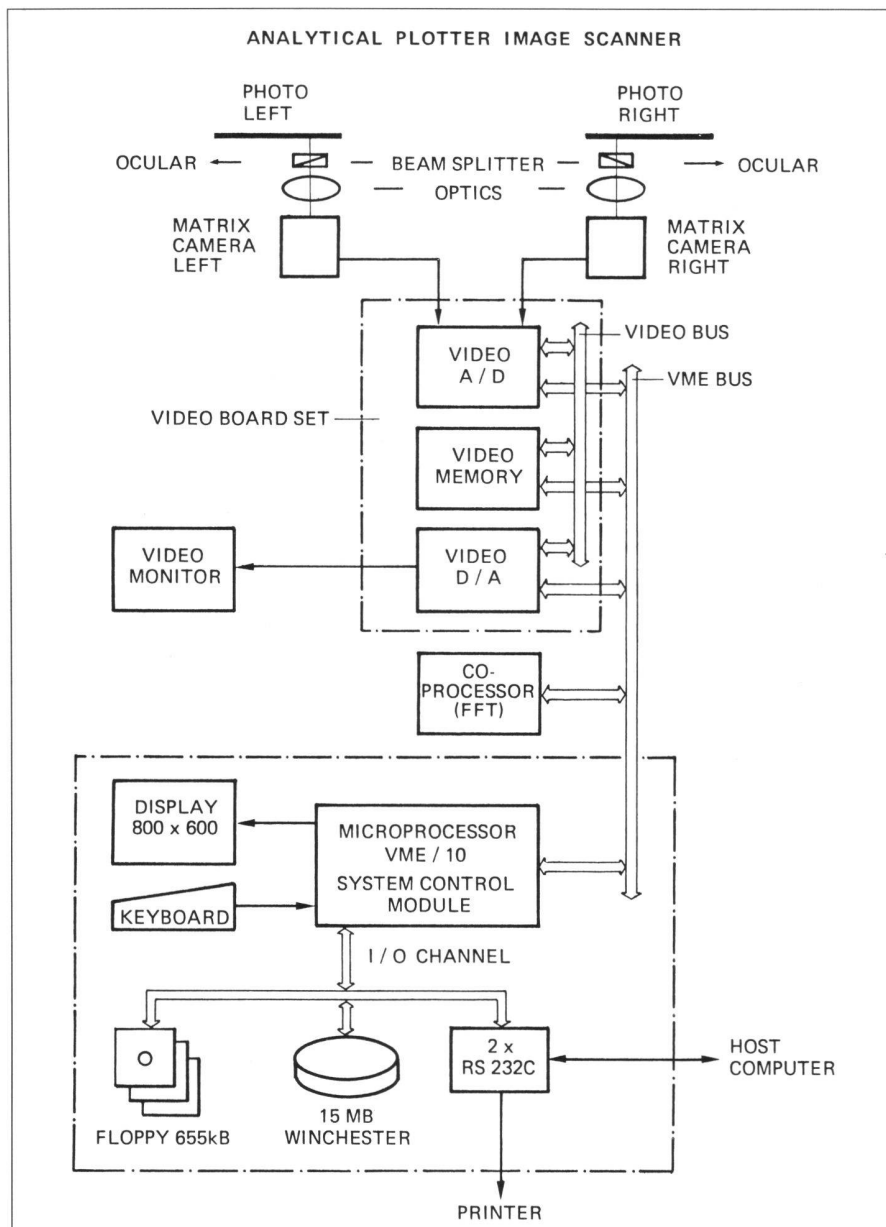 ANALYTICAL PLOTTER IMAGE SCANNER
PHOTO
LEFT
PHOTO
RIGHT
OCULAR
BEAM SPLITTER
OCULAR
OPTICS
MATRIX
CAMERA
LEFT
MATRIX
CAMERA
RIGHT
VIDEO
A / D
VIDEO BUS
VME BUS
VIDEO BOARD SET
VIDEO
MEMORY
VIDEO
MONITOR
VIDEO
D / A
CO-
PROCESSOR
(FFT)
DISPLAY
800 x 600
MICROPROCESSOR
VME / 10
SYSTEM CONTROL
MODULE
KEYBOARD
I / O CHANNEL
2 x
RS 232C
HOST
COMPUTER
FLOPPY 655kB
15 MB
WINCHESTER
PRINTER